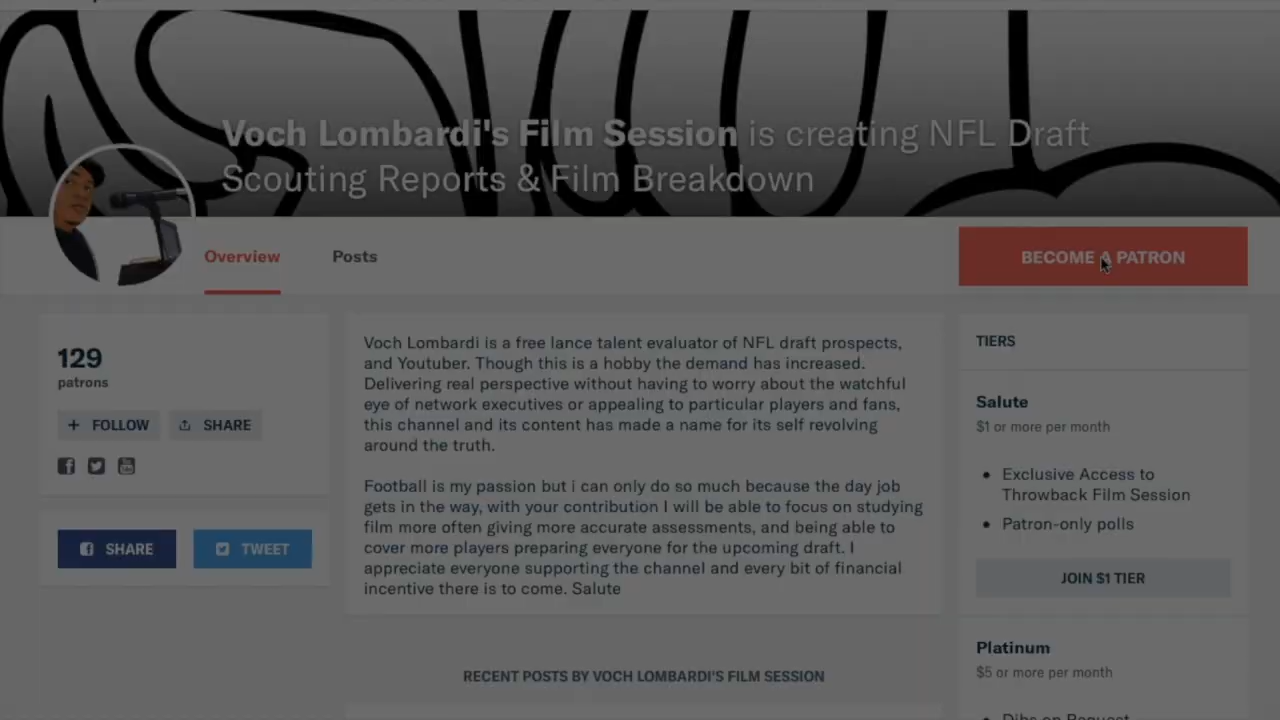 Voch Lombardi's Film Session is creating NFL Draft
Scouting Reports & Film Breakdown
Overview
Posts
BECOME A PATRON
129
patrons
+ FOLLOW
SHARE
SHARE
TWEET
Voch Lombardi is a free lance talent evaluator of NFL draft prospects,
and Youtuber. Though this is a hobby the demand has increased.
Delivering real perspective without having to worry about the watchful
eye of network executives or appealing to particular players and fans,
this channel and its content has made a name for its self revolving
around the truth.
Football is my passion but i can only do so much because the day job
gets in the way, with your contribution I will be able to focus on studying
film more often giving more accurate assessments, and being able to
cover more players preparing everyone for the upcoming draft. I
appreciate everyone supporting the channel and every bit of financial
incentive there is to come. Salute
RECENT POSTS BY VOCH LOMBARDI'S FILM SESSION
TIERS
Salute
$1 or more per month
• Exclusive Access to
Throwback Film Session
• Patron-only polls
JOIN $1 TIER
Platinum
$5 or more per month
• Dibs on Request